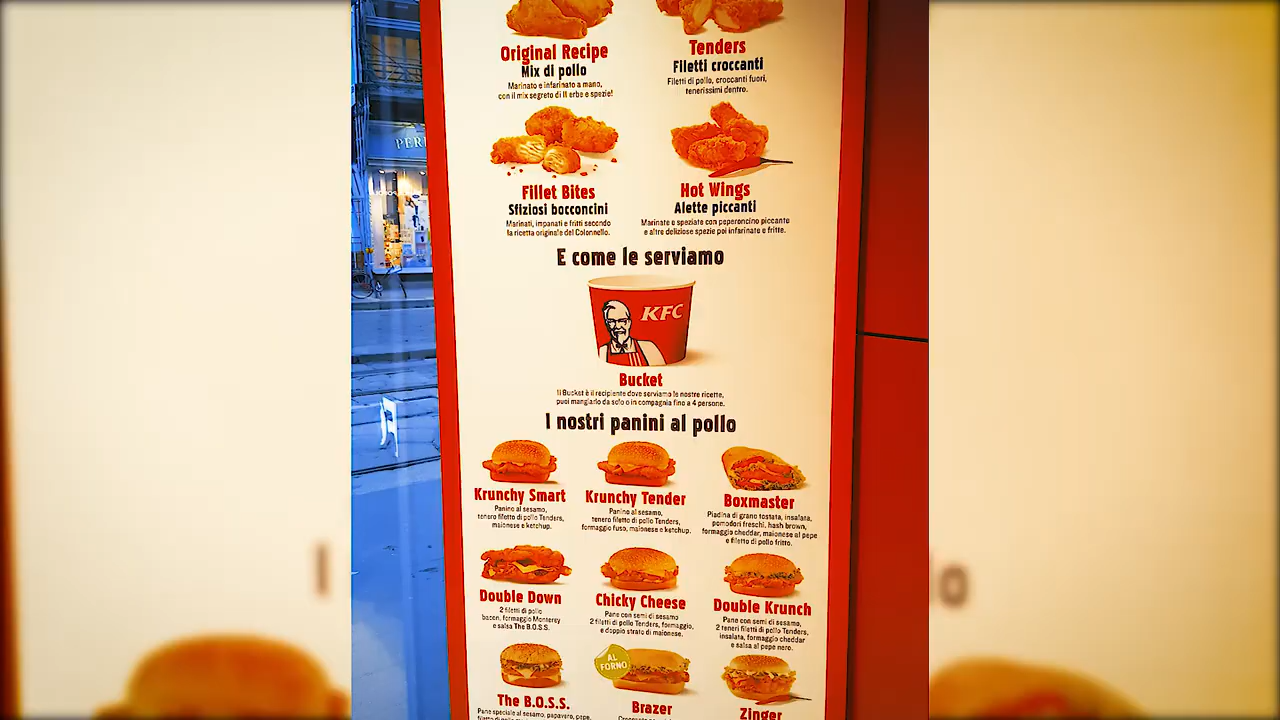 PER
Original Recipe
Mix di pollo
Marinato e infarinato a mano,
con il mix segreto di 11 erbe e spezie!
Tenders
Filetti croccanti
Filetti di pollo, croccanti fuori,
tenerissimi dentro.
Fillet Bites
Sfiziosi bocconcini
Marinati, impanati e fritti secondo
la ricetta originale del Colonnello.
Hot Wings
Alette piccanti
Marinate e speziate con peperoncino piccante
e altre deliziose spezie poi infarinate e fritte.
E come le serviamo
KFC
Bucket
Il Bucket è il recipiente dove serviamo le nostre ricette,
puoi mangiarlo da solo o in compagnia fino a 4 persone.
I nostri panini al pollo
Krunchy Smart
Panino al sesamo,
tenero filetto di pollo Tenders,
maionese e ketchup.
Krunchy Tender
Panino al sesamo,
tenero filetto di pollo Tenders,
formaggio fuso, maionese e ketchup.
Boxmaster
Piadina di grano tostata, insalata,
pomodori freschi, hash brown,
formaggio cheddar, maionese al pepe
e filetto di pollo fritto.
Double Down
2 filetti di pollo
bacon, formaggio Monterey
e salsa The B.O.S.S.
Chicky Cheese
Pane con semi di sesamo
2 filetti di pollo Tenders, formaggio,
e doppio strato di maionese.
Double Krunch
Pane con semi di sesamo,
2 teneri filetti di pollo Tenders,
insalata, formaggio cheddar
e salsa al pepe nero.
The B.O.S.S.
Pane speciale al sesamo, papavero, pepe,
AL
FORNO
Brazer
Zinger